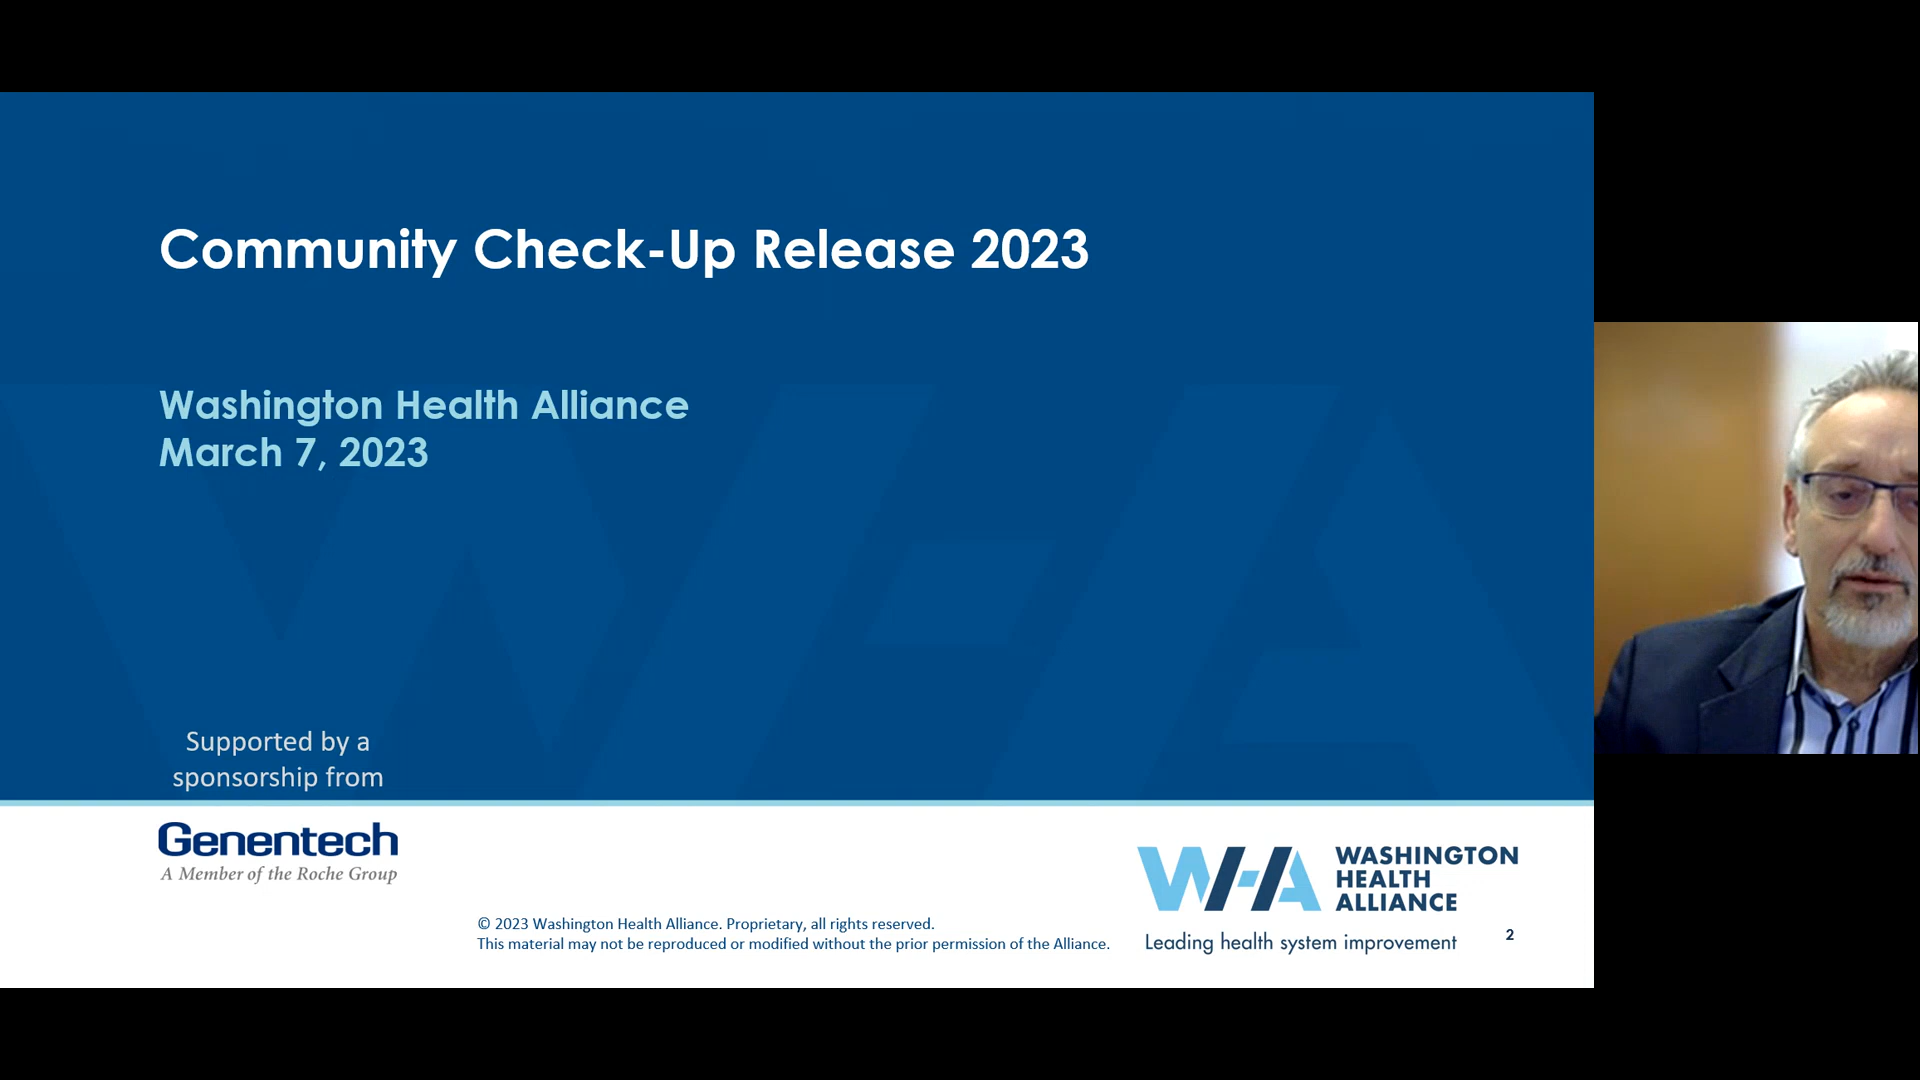 Community Check-Up Release 2023
Washington Health Alliance
March 7, 2023
Supported by a
sponsorship from
Genentech
A Member of the Roche Group
© 2023 Washington Health Alliance. Proprietary, all rights reserved.
This material may not be reproduced or modified without the prior permission of the Alliance.
WHA
WASHINGTON
HEALTH
ALLIANCE
Leading health system improvement
2